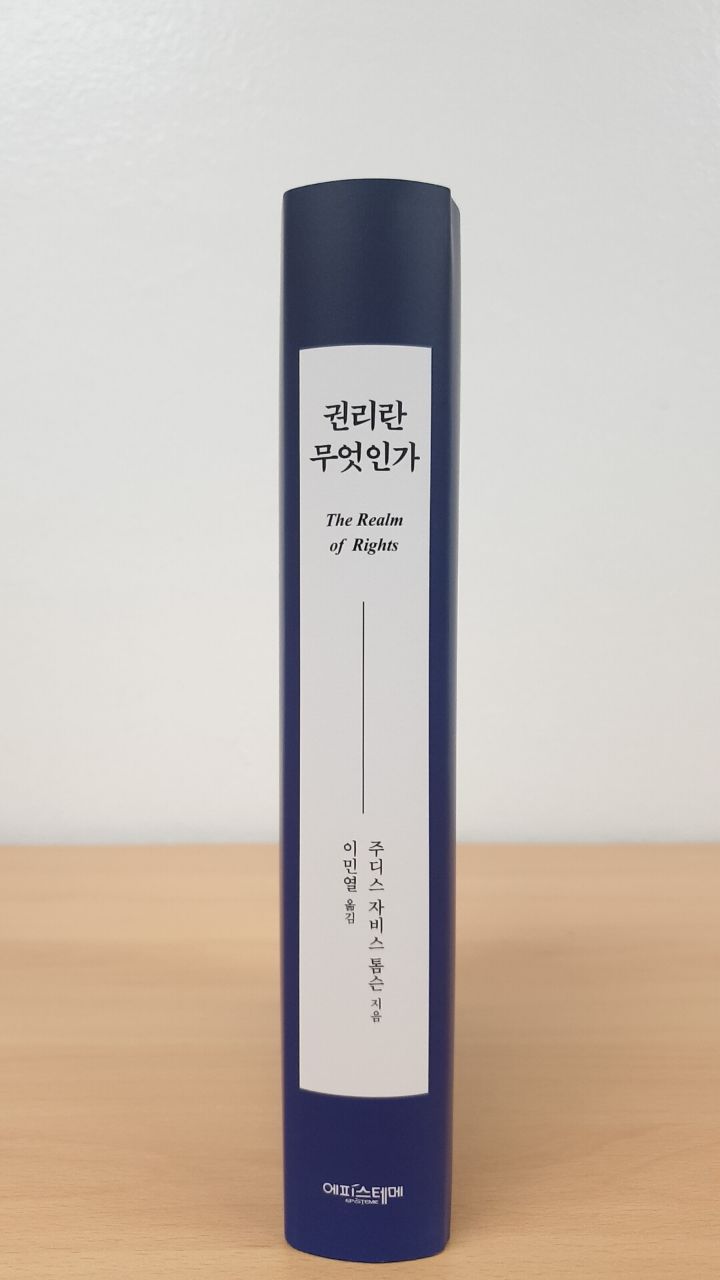 권리란
무엇인가
The Realm
of Rights
주디스 자비스 톰슨 지음
이민열 옮김
에피스테메
EPISTEME